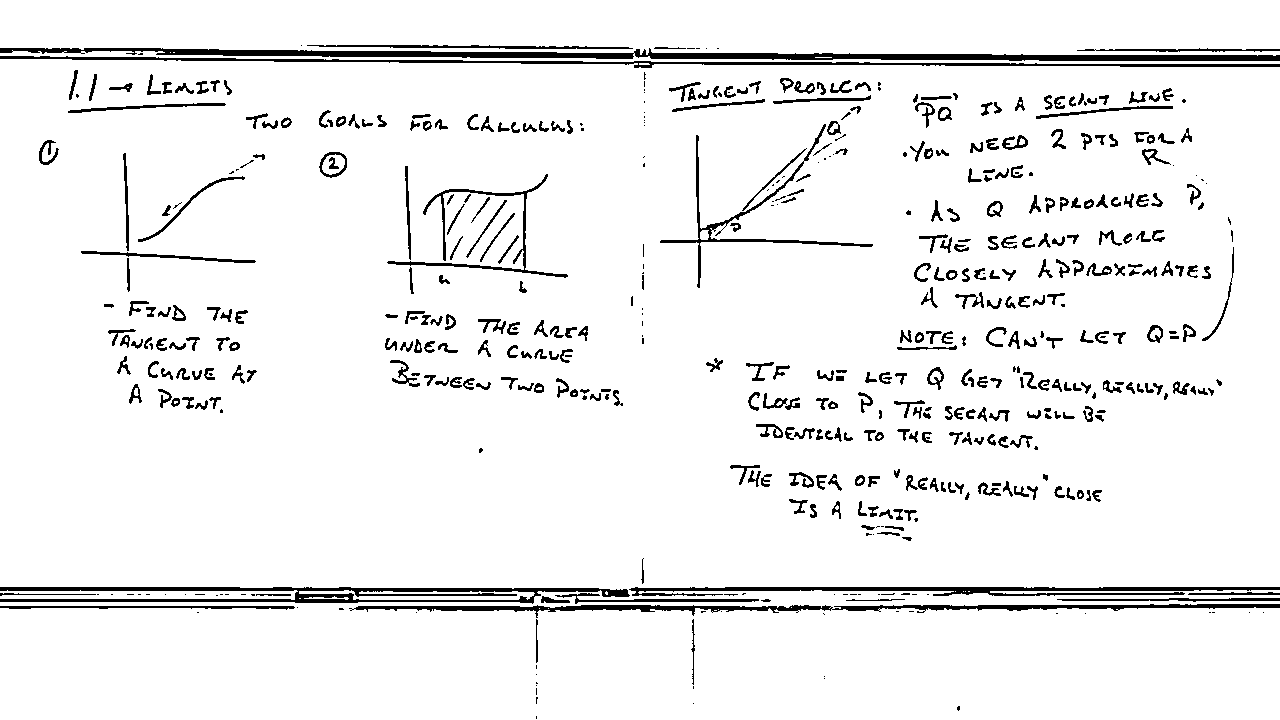 1.1 → LIMITS
TWO GOALS FOR CALCULUS:
①
②
a b
- FIND THE
TANGENT TO
A CURVE AT
A POINT.
- FIND THE AREA
UNDER A CURVE
BETWEEN TWO POINTS.
TANGENT PROBLEM:
Q
P
"PQ" IS A SECANT LINE.
• YOU NEED 2 PTS FOR A
LINE.
• AS Q APPROACHES P,
THE SECANT MORE
CLOSELY APPROXIMATES
A TANGENT.
NOTE: CAN'T LET Q=P
* IF WE LET Q GET "REALLY, REALLY, REALLY"
CLOSE TO P, THE SECANT WILL BE
IDENTICAL TO THE TANGENT.
THE IDEA OF "REALLY, REALLY" CLOSE
IS A LIMIT.